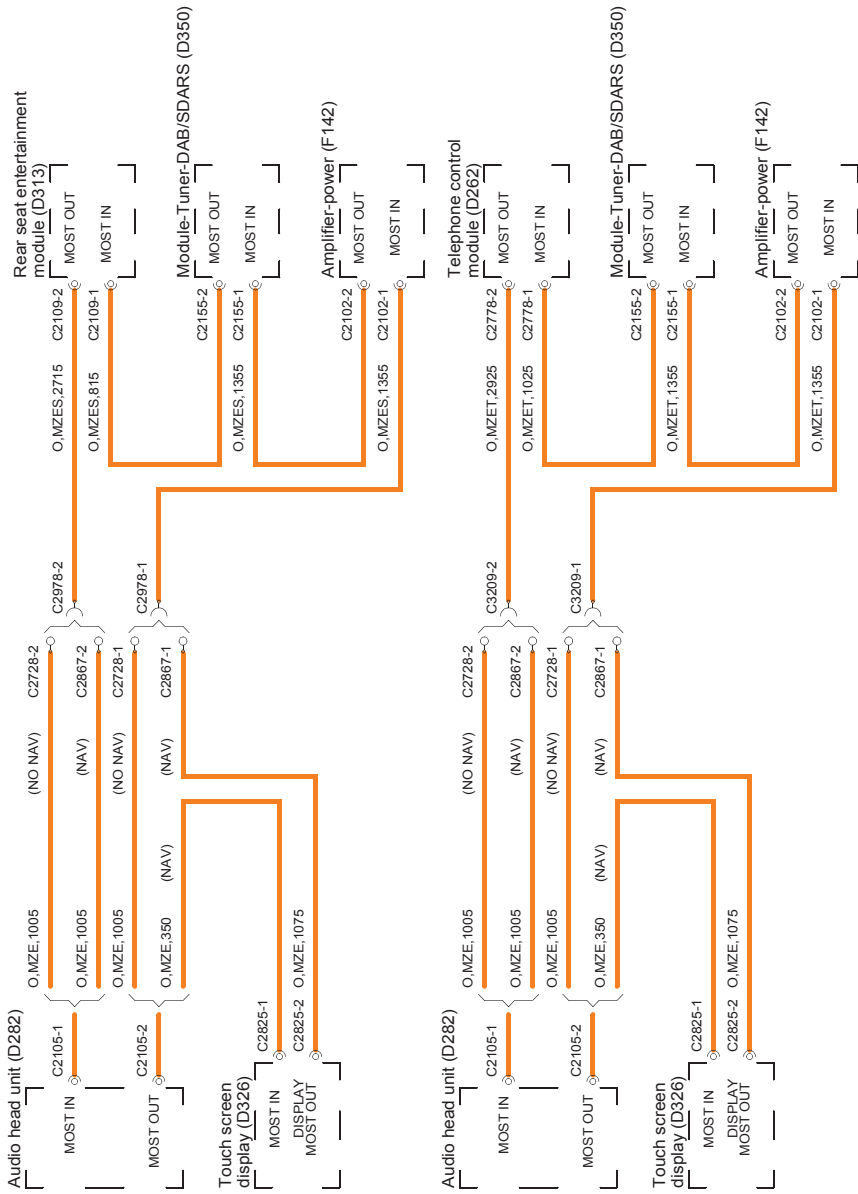 Audio head unit (D282)
MOST IN
MOST OUT
C2105-1
C2105-2
O,MZE,1005
O,MZE,1005
O,MZE,1005
O,MZE,350
(NO NAV)
(NAV)
(NO NAV)
(NAV)
(NAV)
C2728-2
C2867-2
C2728-1
C2867-1
C2978-2
C2978-1
O,MZES,2715
O,MZES,815
O,MZES,1355
O,MZES,1355
C2109-2
C2109-1
Rear seat entertainment
module (D313)
MOST OUT
MOST IN
C2155-2
C2155-1
Module-Tuner-DAB/SDARS (D350)
MOST OUT
MOST IN
C2102-2
C2102-1
Amplifier-power (F142)
MOST OUT
MOST IN
Touch screen
display (D326)
MOST IN
DISPLAY
MOST OUT
C2825-1
C2825-2
O,MZE,1075
Audio head unit (D282)
MOST IN
MOST OUT
C2105-1
C2105-2
O,MZE,1005
O,MZE,1005
O,MZE,1005
O,MZE,350
(NO NAV)
(NAV)
(NO NAV)
(NAV)
(NAV)
C2728-2
C2867-2
C2728-1
C2867-1
C3209-2
C3209-1
O,MZET,2925
O,MZET,1025
O,MZET,1355
O,MZET,1355
C2778-2
C2778-1
Telephone control
module (D262)
MOST OUT
MOST IN
C2155-2
C2155-1
Module-Tuner-DAB/SDARS (D350)
MOST OUT
MOST IN
C2102-2
C2102-1
Amplifier-power (F142)
MOST OUT
MOST IN
Touch screen
display (D326)
MOST IN
DISPLAY
MOST OUT
C2825-1
C2825-2
O,MZE,1075